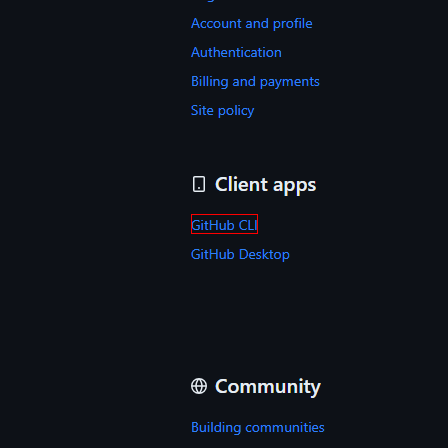 Account and profile
Authentication
Billing and payments
Site policy
Client apps
GitHub CLI
GitHub Desktop
Community
Building communities